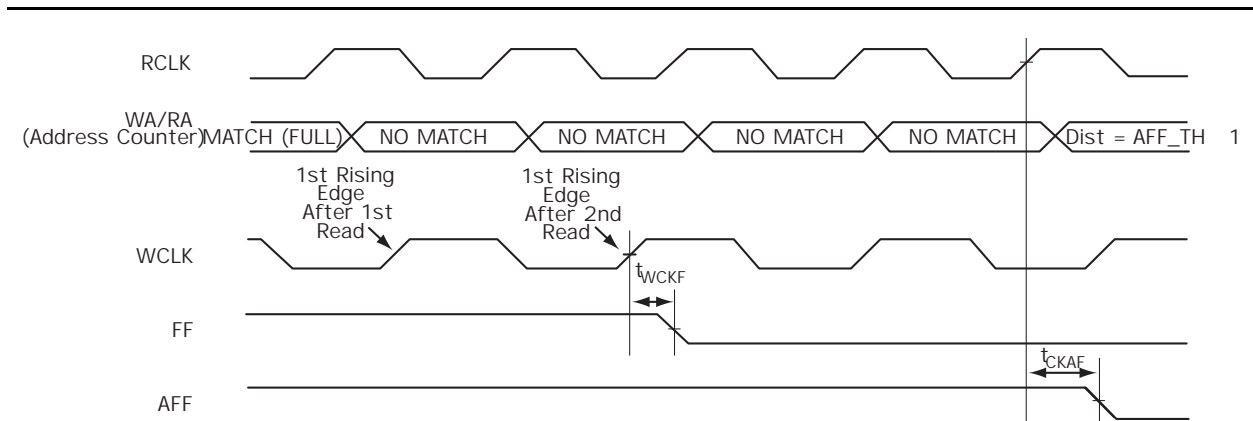 RCLK
WA/RA
(Address Counter)
MATCH (FULL)
NO MATCH
NO MATCH
NO MATCH
NO MATCH
Dist = AFF_TH 1
1st Rising
Edge
After 1st
Read
1st Rising
Edge
After 2nd
Read
WCLK
tWCKF
FF
tCKAF
AFF